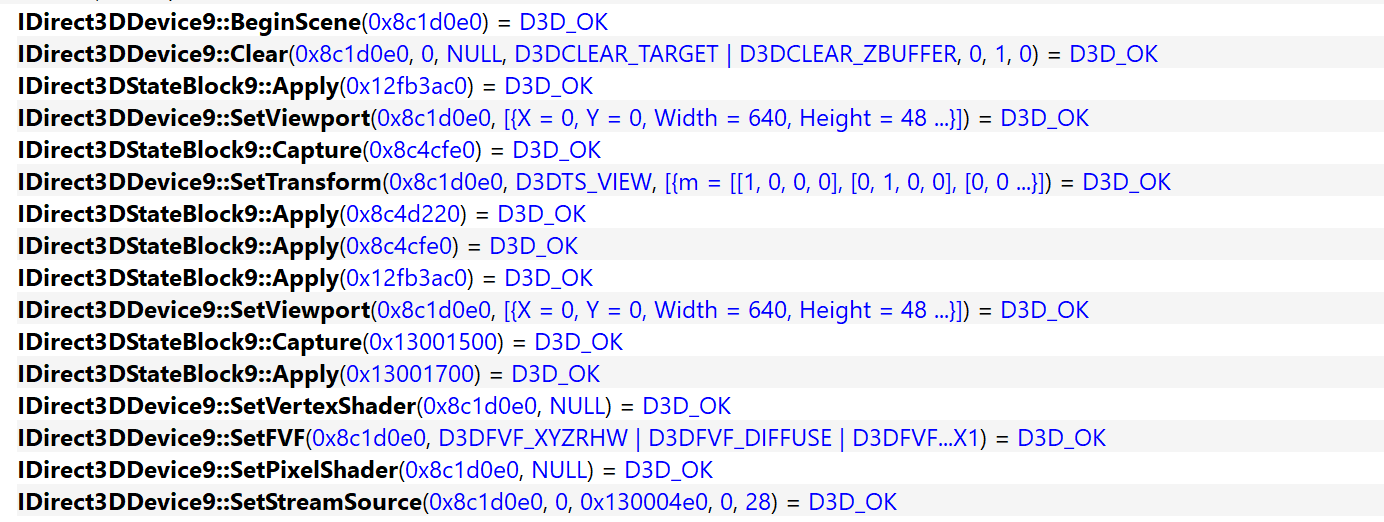 IDirect3DDevice9::BeginScene(0x8c1d0e0) = D3D_OK
IDirect3DDevice9::Clear(0x8c1d0e0, 0, NULL, D3DCLEAR_TARGET | D3DCLEAR_ZBUFFER, 0, 1, 0) = D3D_OK
IDirect3DStateBlock9::Apply(0x12fb3ac0) = D3D_OK
IDirect3DDevice9::SetViewport(0x8c1d0e0, [{X = 0, Y = 0, Width = 640, Height = 48 ...}]) = D3D_OK
IDirect3DStateBlock9::Capture(0x8c4cfe0) = D3D_OK
IDirect3DDevice9::SetTransform(0x8c1d0e0, D3DTS_VIEW, [{m = [[1, 0, 0, 0], [0, 1, 0, 0], [0, 0 ...}]) = D3D_OK
IDirect3DStateBlock9::Apply(0x8c4d220) = D3D_OK
IDirect3DStateBlock9::Apply(0x8c4cfe0) = D3D_OK
IDirect3DStateBlock9::Apply(0x12fb3ac0) = D3D_OK
IDirect3DDevice9::SetViewport(0x8c1d0e0, [{X = 0, Y = 0, Width = 640, Height = 48 ...}]) = D3D_OK
IDirect3DStateBlock9::Capture(0x13001500) = D3D_OK
IDirect3DStateBlock9::Apply(0x13001700) = D3D_OK
IDirect3DDevice9::SetVertexShader(0x8c1d0e0, NULL) = D3D_OK
IDirect3DDevice9::SetFVF(0x8c1d0e0, D3DFVF_XYZRHW | D3DFVF_DIFFUSE | D3DFVF...X1) = D3D_OK
IDirect3DDevice9::SetPixelShader(0x8c1d0e0, NULL) = D3D_OK
IDirect3DDevice9::SetStreamSource(0x8c1d0e0, 0, 0x130004e0, 0, 28) = D3D_OK